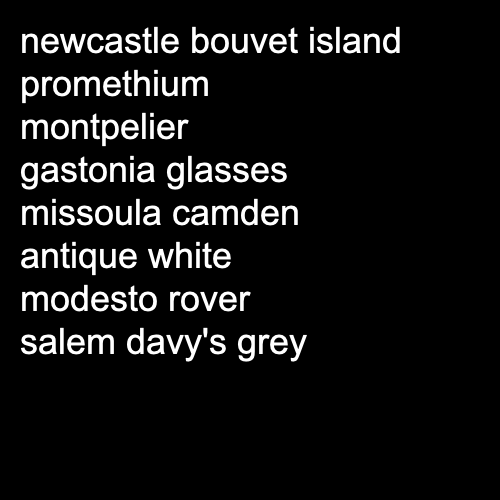 newcastle bouvet island
promethium
montpelier
gastonia glasses
missoula camden
antique white
modesto rover
salem davy's grey